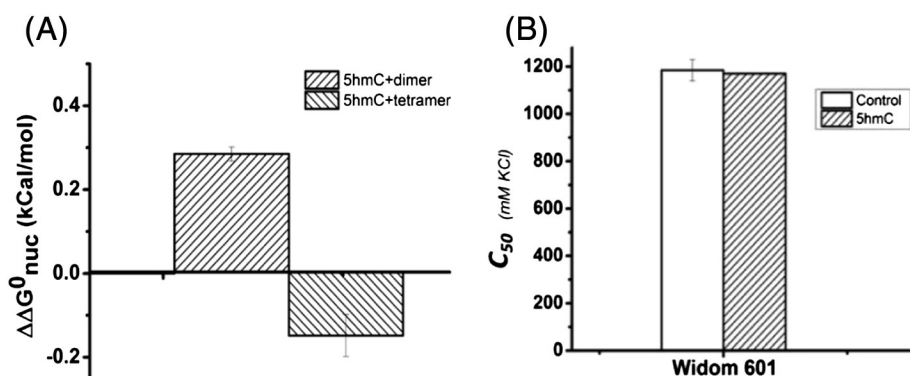 (A)
ΔΔG⁰nuc (kCal/mol)
0.4
0.2
0.0
-0.2
5hmC+dimer
5hmC+tetramer
(B)
C50 (mM KCl)
1200
1000
800
600
400
200
0
Control
5hmC
Widom 601